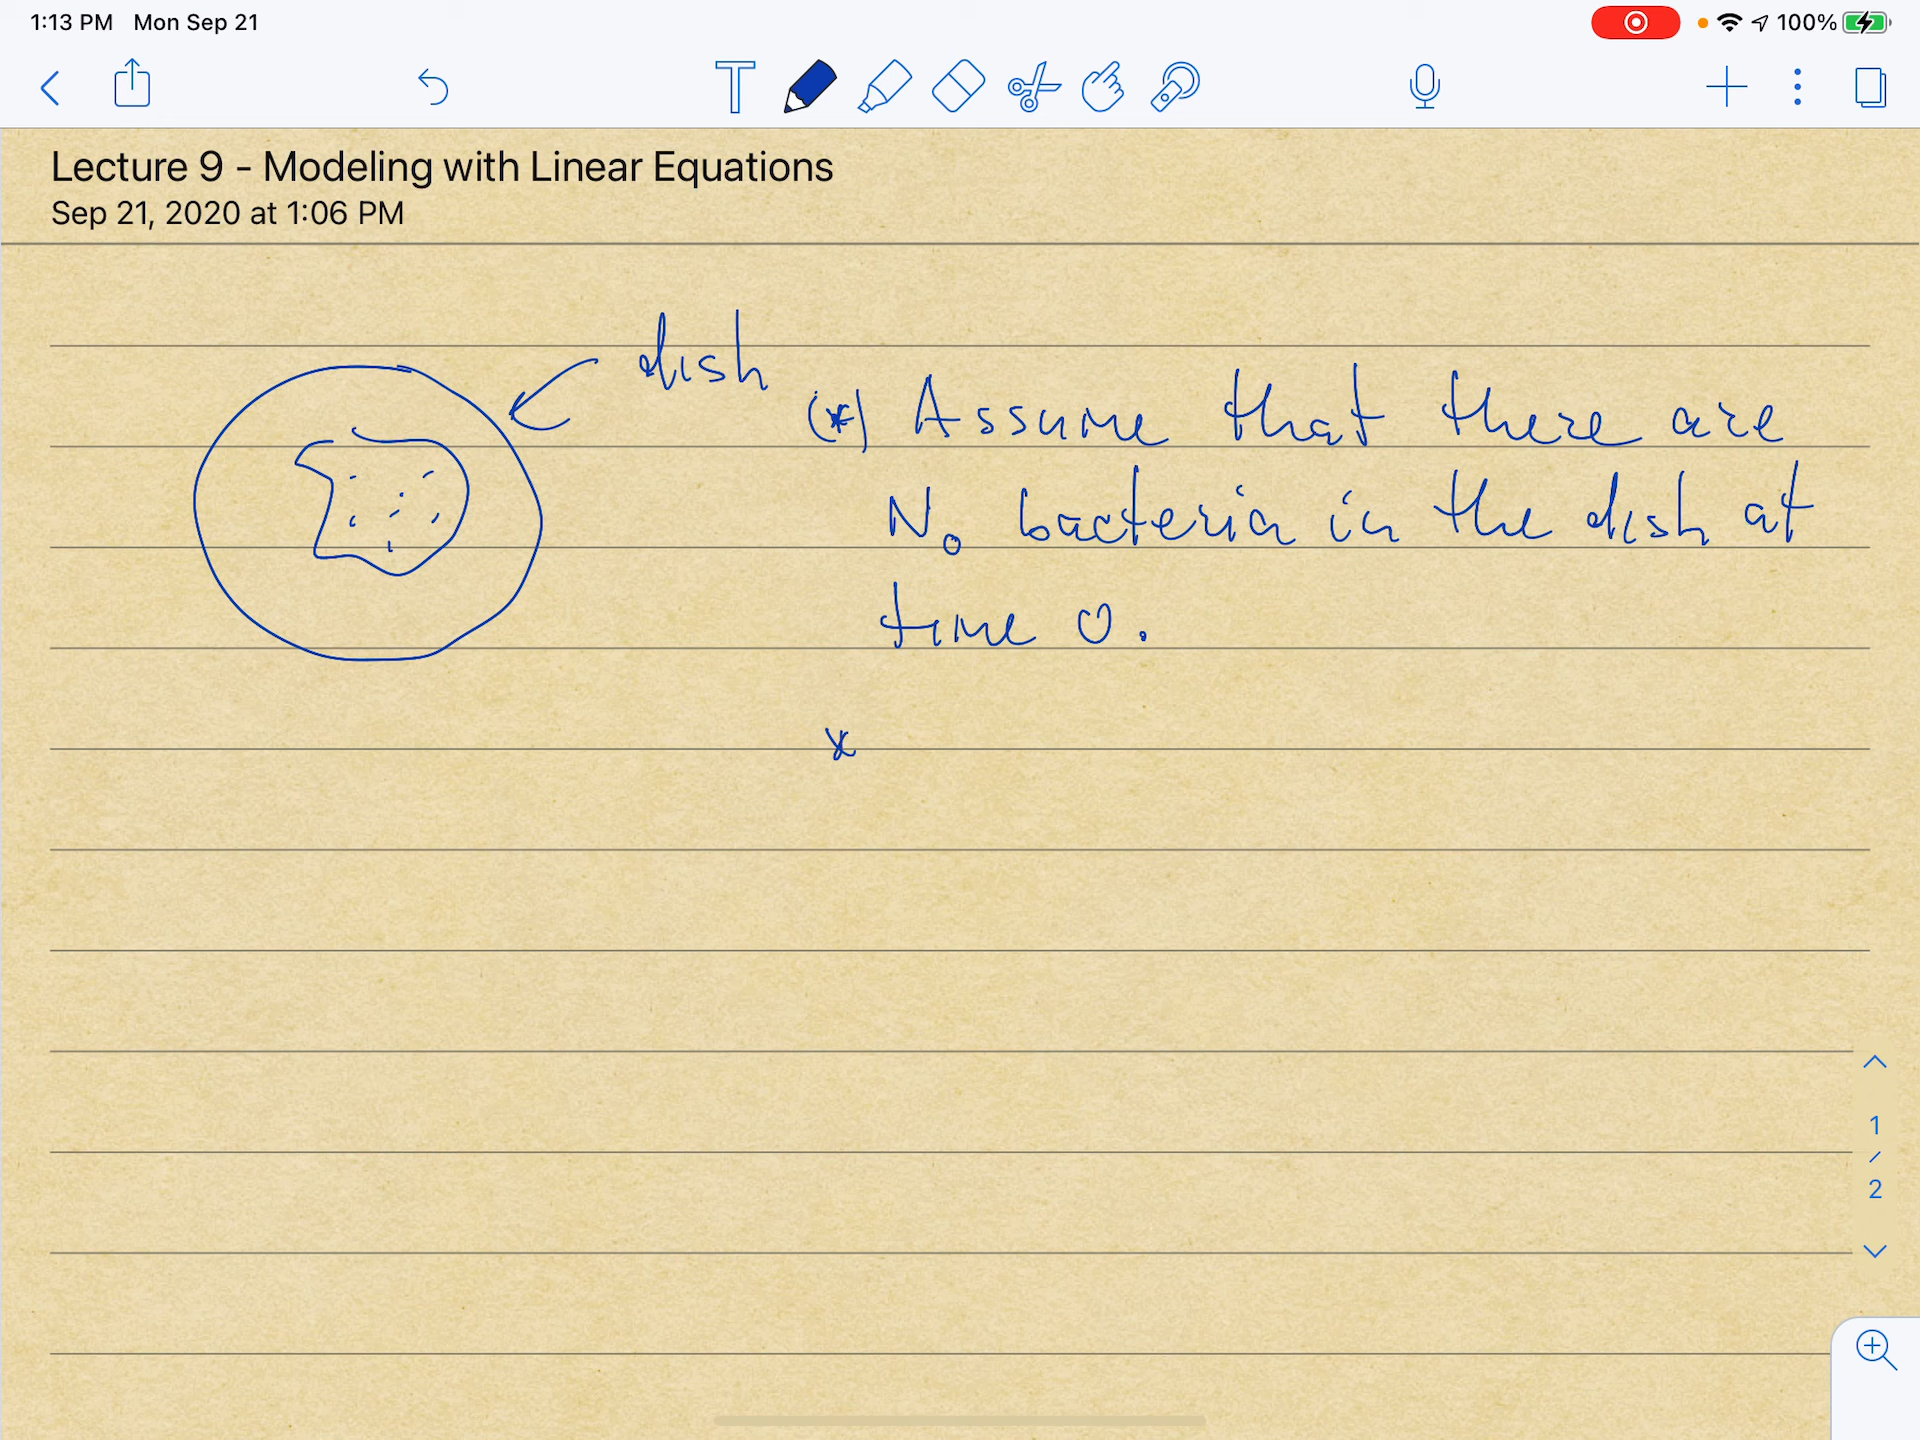 1:13 PM Mon Sep 21
100%
Lecture 9 - Modeling with Linear Equations
Sep 21, 2020 at 1:06 PM
dish
(*) Assume that there are
N₀ bacteria in the dish at
time 0.
*
1
/
2